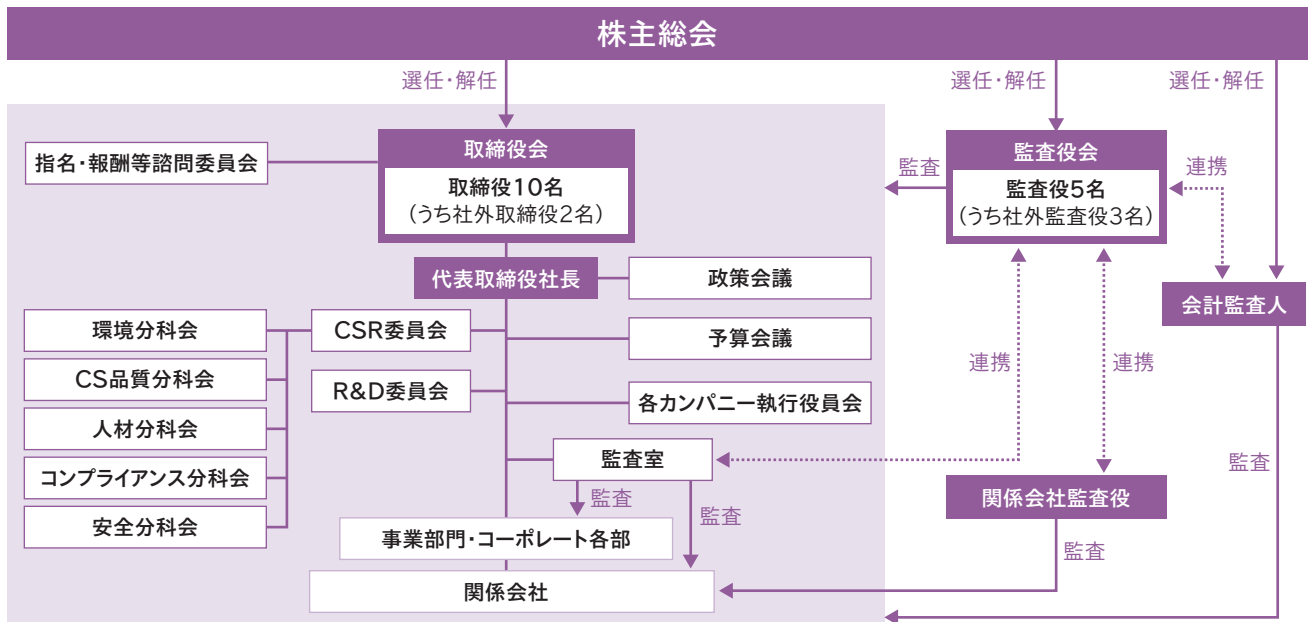 株主総会
選任・解任
選任・解任
選任・解任
指名・報酬等諮問委員会
取締役会
取締役10名
(うち社外取締役2名)
監査
監査役会
監査役5名
(うち社外監査役3名)
連携
代表取締役社長
政策会議
会計監査人
環境分科会
CSR委員会
予算会議
CS品質分科会
R&D委員会
各カンパニー執行役員会
連携
連携
人材分科会
コンプライアンス分科会
監査室
監査
安全分科会
監査
監査
関係会社監査役
事業部門・コーポレート各部
監査
関係会社